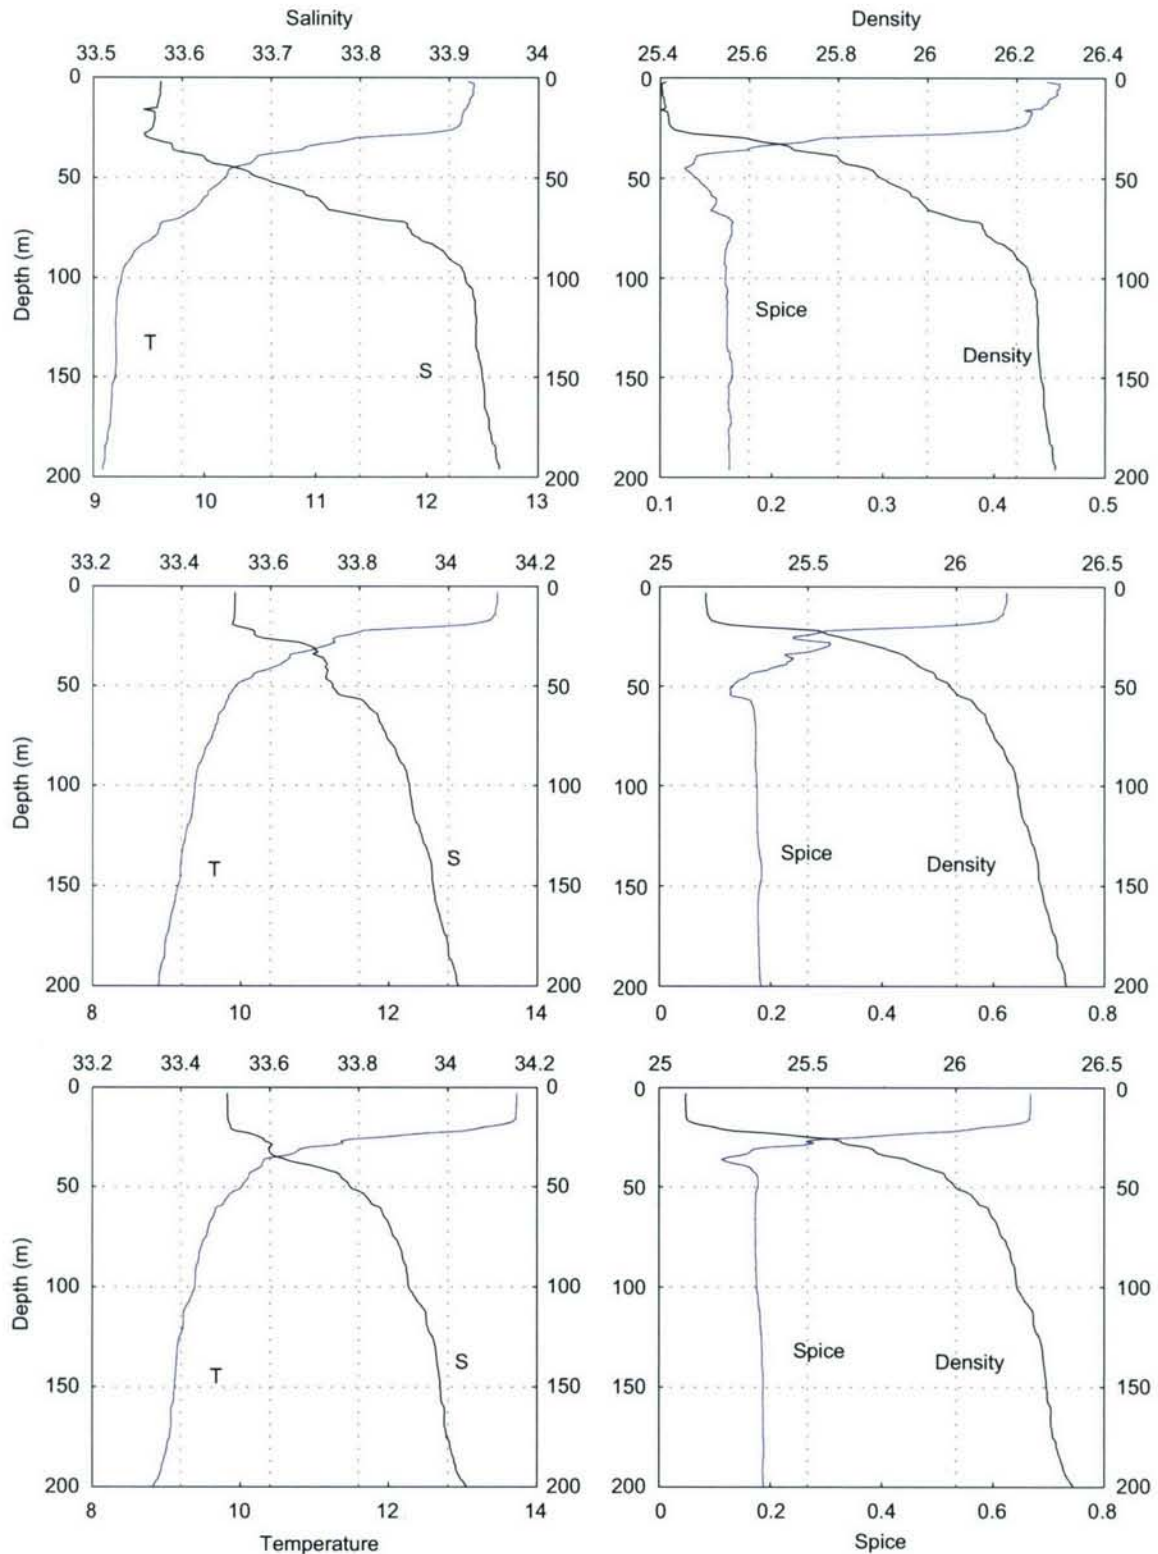 Salinity Density
33.5 33.6 33.7 33.8 33.9 34 25.4 25.6 25.8 26 26.2 26.4
0 0 0 0
50 50 50 50
Depth (m) 100 100 100 100
Spice
T Density
S
150 150 150 150
200 200 200 200
9 10 11 12 13 0.1 0.2 0.3 0.4 0.5
33.2 33.4 33.6 33.8 34 34.2 25 25.5 26 26.5
0 0 0 0
50 50 50 50
Depth (m) 100 100 100 100
T S Spice Density
150 150 150 150
200 200 200 200
8 10 12 14 0 0.2 0.4 0.6 0.8
33.2 33.4 33.6 33.8 34 34.2 25 25.5 26 26.5
0 0 0 0
50 50 50 50
Depth (m) 100 100 100 100
T S Spice Density
150 150 150 150
200 200 200 200
8 10 12 14 0 0.2 0.4 0.6 0.8
Temperature Spice